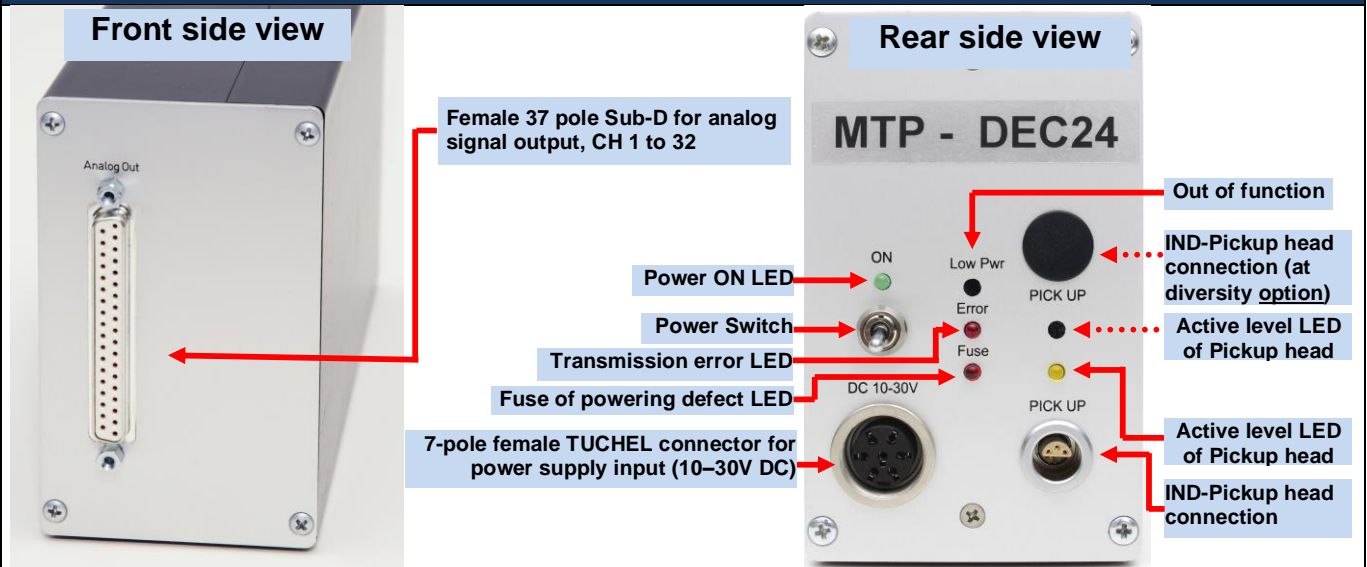 Front side view
Analog Out
Female 37 pole Sub-D for analog
signal output, CH 1 to 32
Rear side view
MTP - DEC24
ON
Low Pwr
PICK UP
Error
Fuse
DC 10-30V
PICK UP
Power ON LED
Power Switch
Transmission error LED
Fuse of powering defect LED
7-pole female TUCHEL connector for
power supply input (10–30V DC)
Out of function
IND-Pickup head
connection (at
diversity option)
Active level LED
of Pickup head
Active level LED
of Pickup head
IND-Pickup head
connection